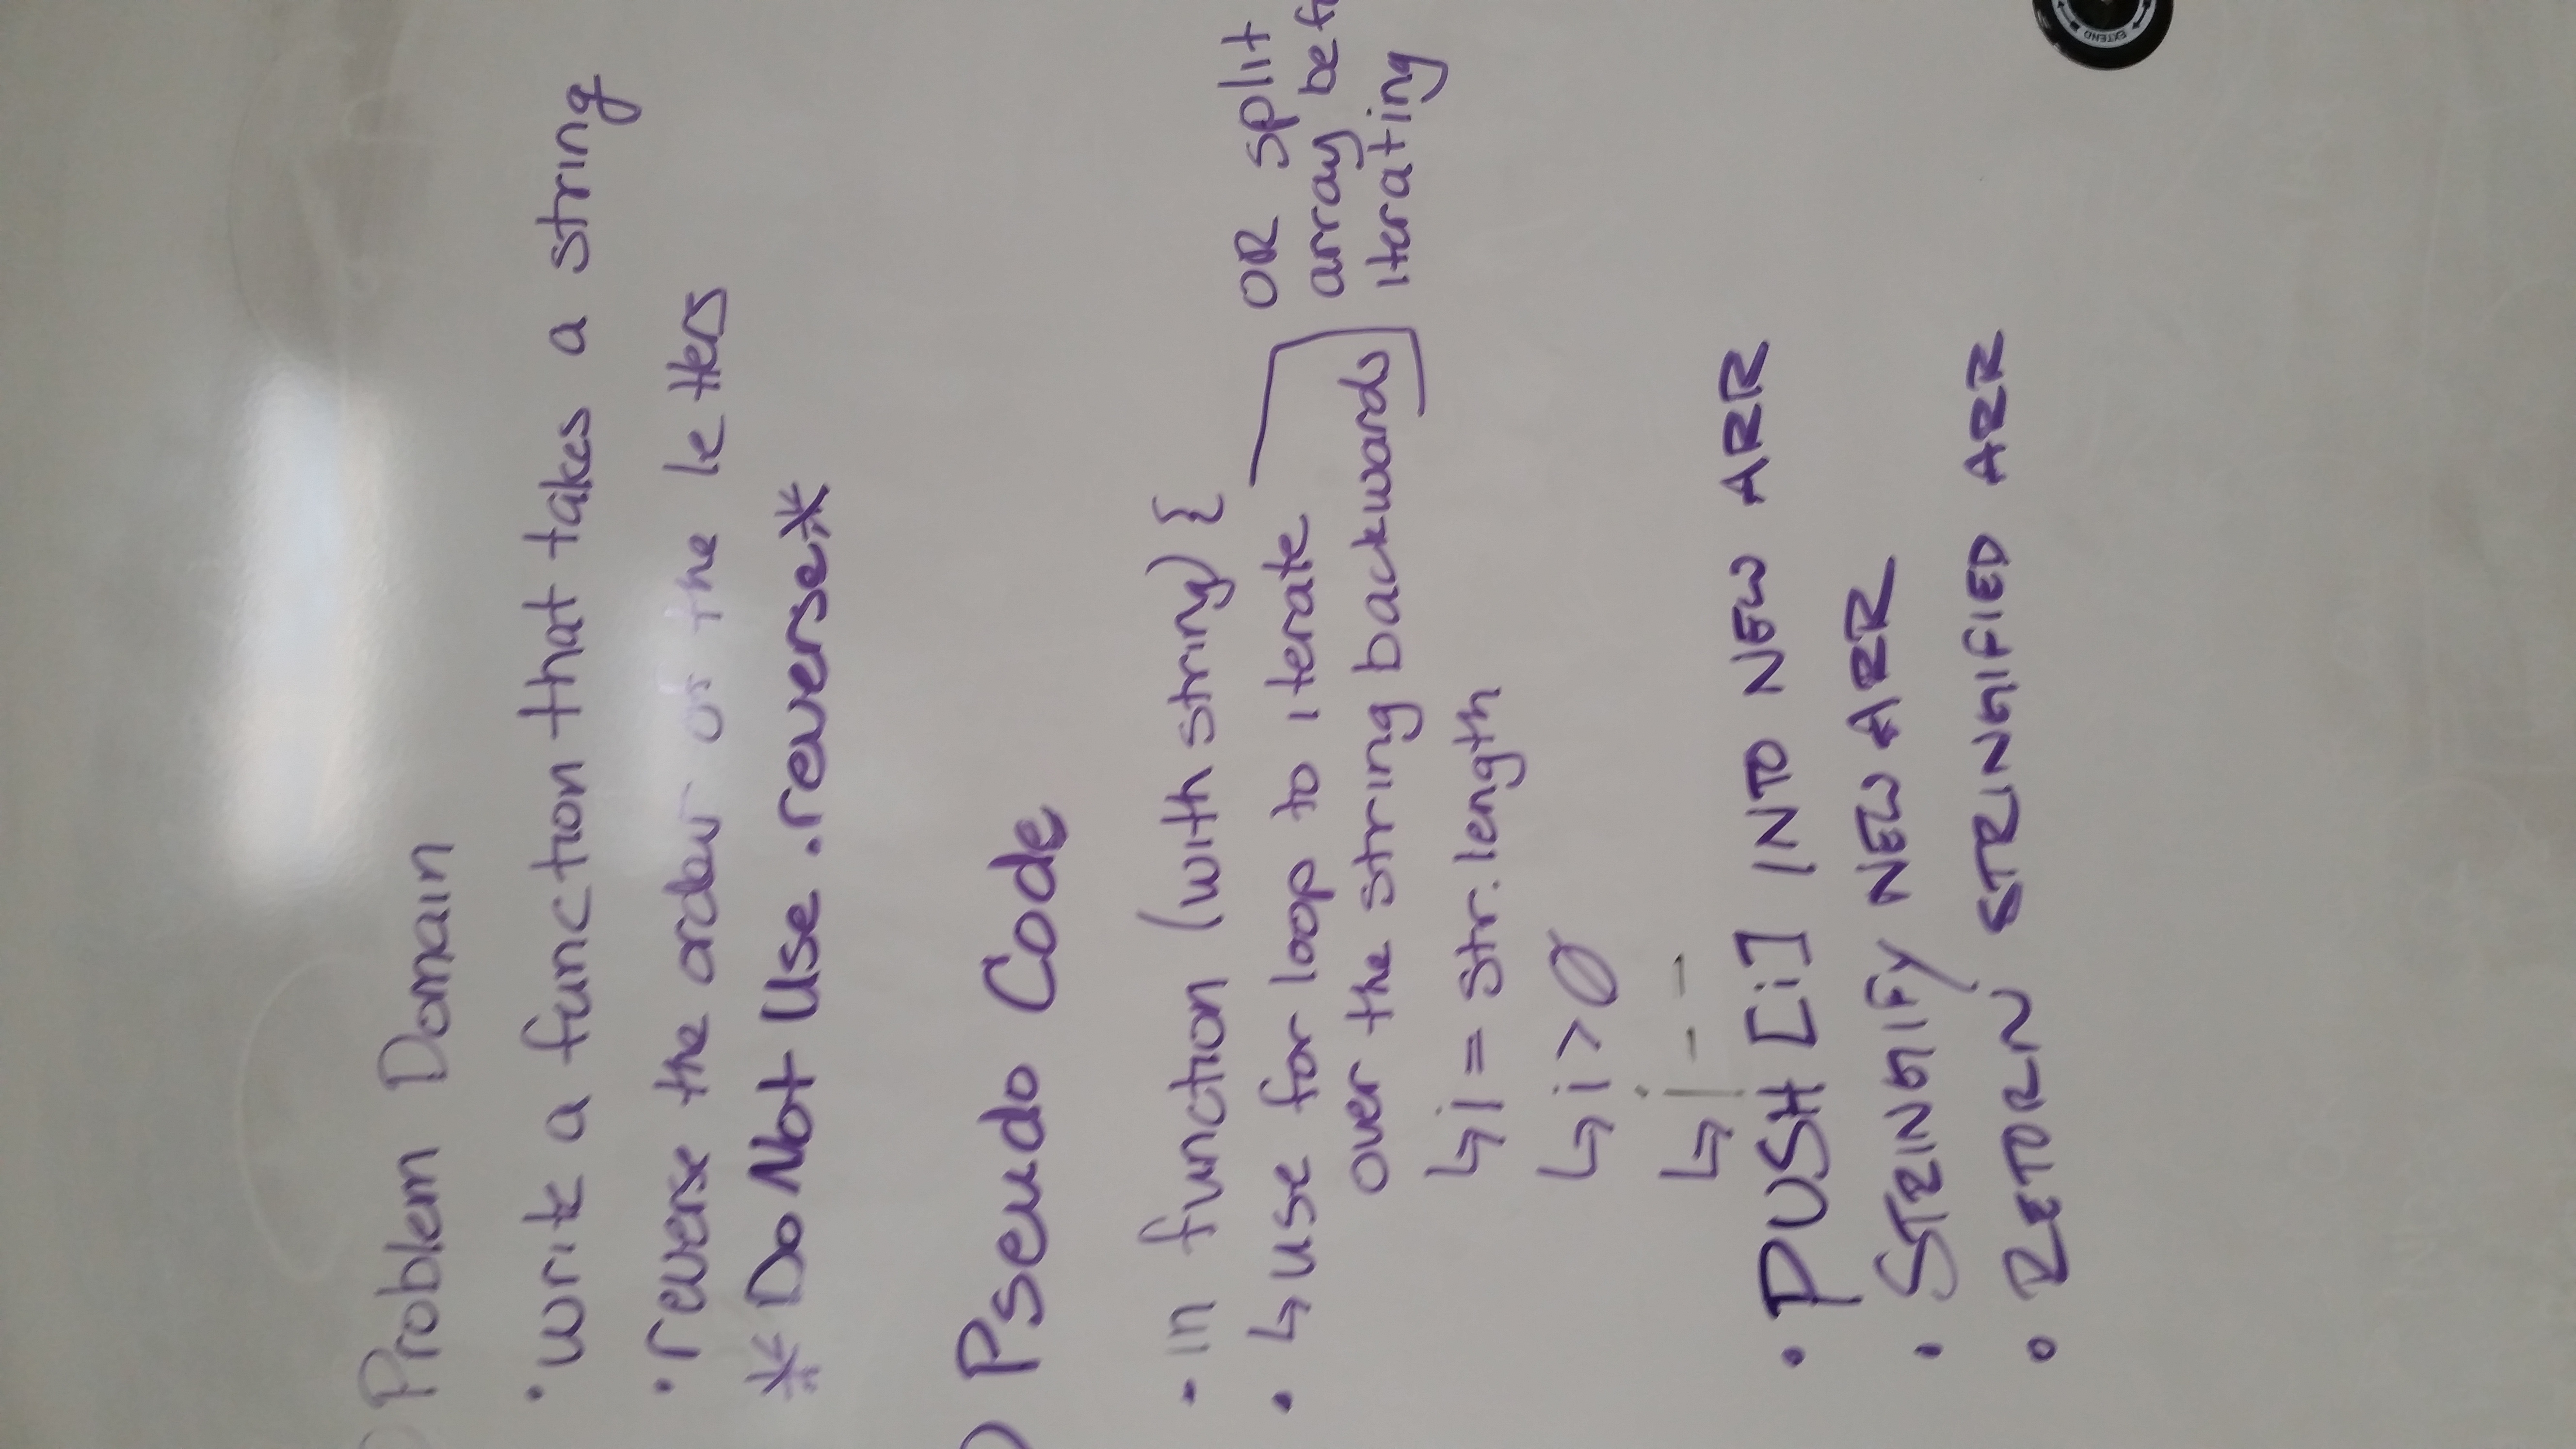 Problem Domain
• write a function that takes a string
• reverse the order of the letters
* Do Not Use .reverse *
) Pseudo Code
- in function (with string) {
• ↳ use for loop to iterate
over the string backwards
OR split
array befo
iterating
↳ i = str.length
↳ i > Ø
↳ i - -
• PUSH [i] INTO NEW ARR
• STRINGIFY NEW ARR
• RETURN STRINGIFIED ARR
EXTEND